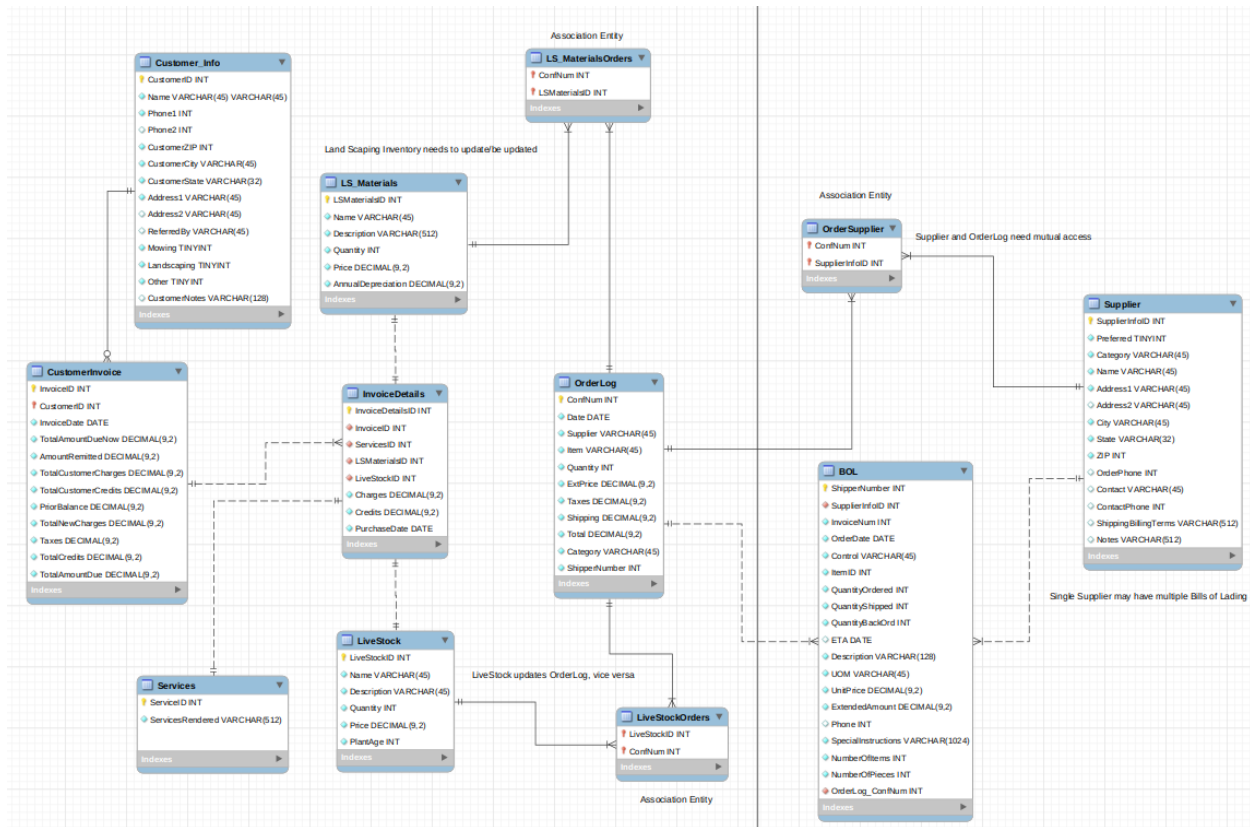 Association Entity
LS_MaterialsOrders
ConfNum INT
LSMaterialsID INT
Indexes
Customer_Info
CustomerID INT
Name VARCHAR(45) VARCHAR(45)
Phone1 INT
Phone2 INT
CustomerZIP INT
CustomerCity VARCHAR(45)
CustomerState VARCHAR(32)
Address1 VARCHAR(45)
Address2 VARCHAR(45)
ReferredBy VARCHAR(45)
Mowing TINYINT
Landscaping TINYINT
Other TINYINT
CustomerNotes VARCHAR(128)
Indexes
Land Scaping Inventory needs to update/be updated
LS_Materials
LSMaterialsID INT
Name VARCHAR(45)
Description VARCHAR(512)
Quantity INT
Price DECIMAL(9,2)
AnnualDepreciation DECIMAL(9,2)
Indexes
Association Entity
OrderSupplier
ConfNum INT
SupplierInfoID INT
Indexes
Supplier and OrderLog need mutual access
Supplier
SupplierInfoID INT
Preferred TINYINT
Category VARCHAR(45)
Name VARCHAR(45)
Address1 VARCHAR(45)
Address2 VARCHAR(45)
City VARCHAR(45)
State VARCHAR(32)
ZIP INT
OrderPhone INT
Contact VARCHAR(45)
ContactPhone INT
ShippingBillingTerms VARCHAR(512)
Notes VARCHAR(512)
Indexes
CustomerInvoice
InvoiceID INT
CustomerID INT
InvoiceDate DATE
TotalAmountDueNow DECIMAL(9,2)
AmountRemitted DECIMAL(9,2)
TotalCustomerCharges DECIMAL(9,2)
TotalCustomerCredits DECIMAL(9,2)
PriorBalance DECIMAL(9,2)
TotalNewCharges DECIMAL(9,2)
Taxes DECIMAL(9,2)
TotalCredits DECIMAL(9,2)
TotalAmountDue DECIMAL(9,2)
Indexes
InvoiceDetails
InvoiceDetailsID INT
InvoiceID INT
ServicesID INT
LSMaterialsID INT
LiveStockID INT
Charges DECIMAL(9,2)
Credits DECIMAL(9,2)
PurchaseDate DATE
Indexes
OrderLog
ConfNum INT
Date DATE
Supplier VARCHAR(45)
Item VARCHAR(45)
Quantity INT
ExtPrice DECIMAL(9,2)
Taxes DECIMAL(9,2)
Shipping DECIMAL(9,2)
Total DECIMAL(9,2)
Category VARCHAR(45)
ShipperNumber INT
Indexes
BOL
ShipperNumber INT
SupplierInfoID INT
InvoiceNum INT
OrderDate DATE
Control VARCHAR(45)
ItemID INT
QuantityOrdered INT
QuantityShipped INT
QuantityBackOrd INT
ETA DATE
Description VARCHAR(128)
UOM VARCHAR(45)
UnitPrice DECIMAL(9,2)
ExtendedAmount DECIMAL(9,2)
Phone INT
SpecialInstructions VARCHAR(1024)
NumberOfItems INT
NumberOfPieces INT
OrderLog_ConfNum INT
Indexes
Single Supplier may have multiple Bills of Lading
Services
ServiceID INT
ServicesRendered VARCHAR(512)
Indexes
LiveStock
LiveStockID INT
Name VARCHAR(45)
Description VARCHAR(45)
Quantity INT
Price DECIMAL(9,2)
PlantAge INT
Indexes
LiveStock updates OrderLog, vice versa
LiveStockOrders
LiveStockID INT
ConfNum INT
Indexes
Association Entity